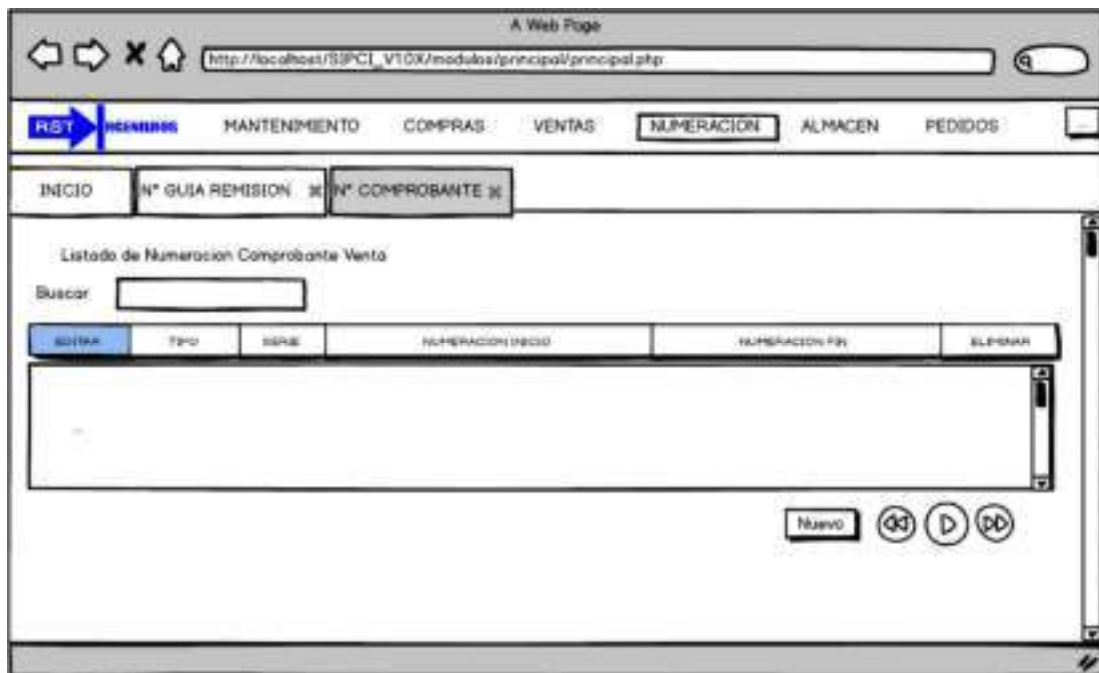 A Web Page
http://localhost/SIPCI_V10X/modulos/principal/principal.php
RST INGENIEROS MANTENIMIENTO COMPRAS VENTAS NUMERACION ALMACEN PEDIDOS
INICIO N° GUIA REMISION N° COMPROBANTE
Listado de Numeracion Comprobante Venta
Buscar
EDITAR TIPO SERIE NUMERACION INICIO NUMERACION FIN ELIMINAR
Nuevo